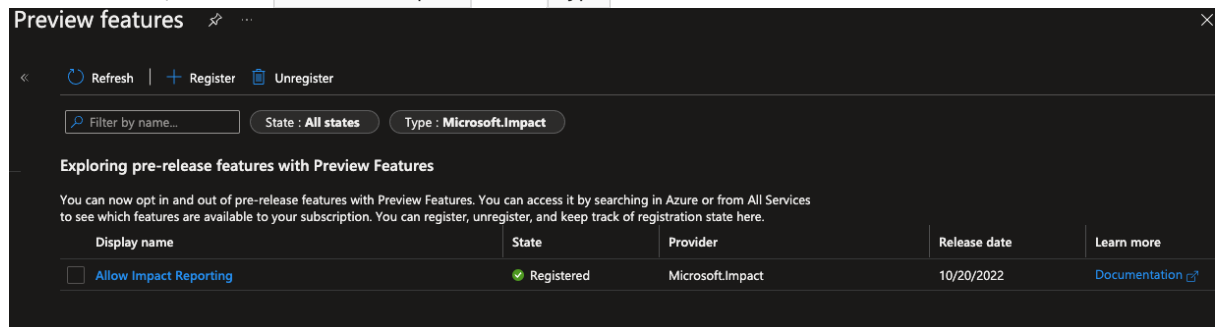 Preview features
Refresh
Register
Unregister
Filter by name...
State : All states
Type : Microsoft.Impact
Exploring pre-release features with Preview Features
You can now opt in and out of pre-release features with Preview Features. You can access it by searching in Azure or from All Services
to see which features are available to your subscription. You can register, unregister, and keep track of registration state here.
Display name State Provider Release date Learn more
Allow Impact Reporting Registered Microsoft.Impact 10/20/2022 Documentation